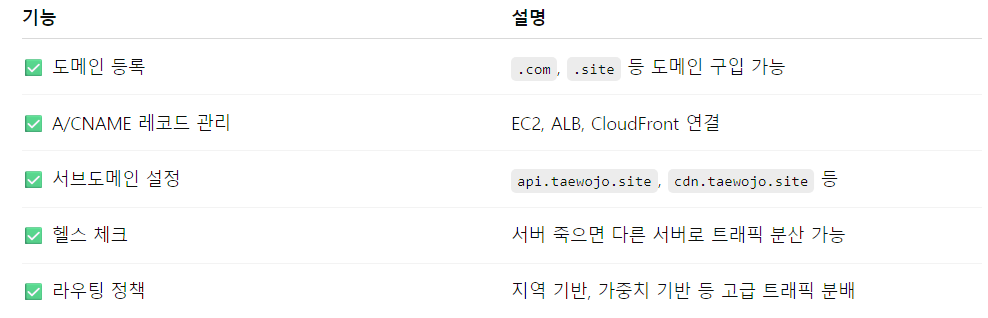 기능 설명
✅ 도메인 등록 .com, .site 등 도메인 구입 가능
✅ A/CNAME 레코드 관리 EC2, ALB, CloudFront 연결
✅ 서브도메인 설정 api.taewojo.site, cdn.taewojo.site 등
✅ 헬스 체크 서버 죽으면 다른 서버로 트래픽 분산 가능
✅ 라우팅 정책 지역 기반, 가중치 기반 등 고급 트래픽 분배